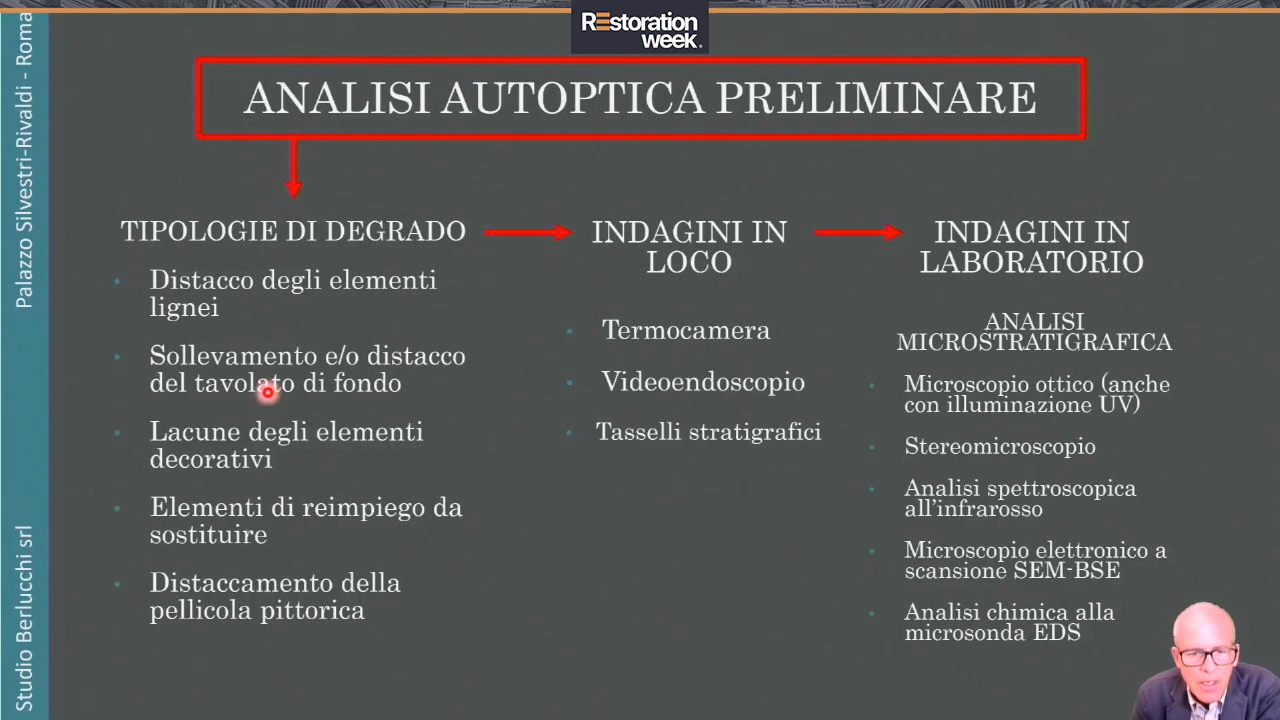 Restoration
week.
Palazzo Silvestri-Rivaldi - Roma
Studio Berlucchi srl
ANALISI AUTOPTICA PRELIMINARE
TIPOLOGIE DI DEGRADO
Distacco degli elementi
lignei
Sollevamento e/o distacco
del tavolato di fondo
Lacune degli elementi
decorativi
Elementi di reimpiego da
sostituire
Distaccamento della
pellicola pittorica
INDAGINI IN
LOCO
Termocamera
Videoendoscopio
Tasselli stratigrafici
INDAGINI IN
LABORATORIO
ANALISI
MICROSTRATIGRAFICA
Microscopio ottico (anche
con illuminazione UV)
Stereomicroscopio
Analisi spettroscopica
all'infrarosso
Microscopio elettronico a
scansione SEM-BSE
Analisi chimica alla
microsonda EDS